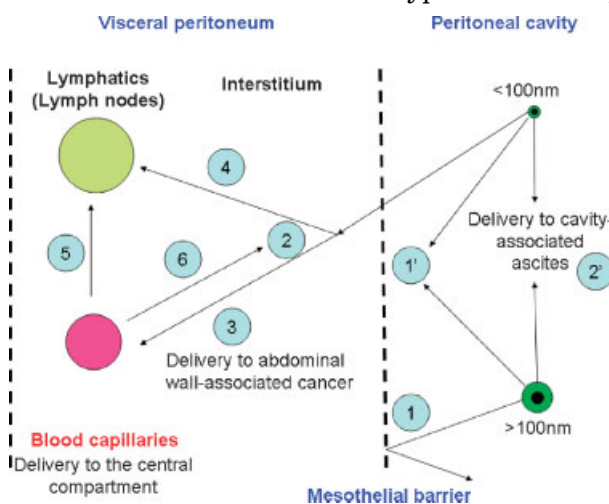 Visceral peritoneum
Peritoneal cavity
Lymphatics
(Lymph nodes)
Interstitium
<100nm
4
Delivery to cavity-
associated
ascites
5
6
2
1'
2'
3
Delivery to abdominal
wall-associated cancer
1
>100nm
Blood capillaries
Delivery to the central
compartment
Mesothelial barrier